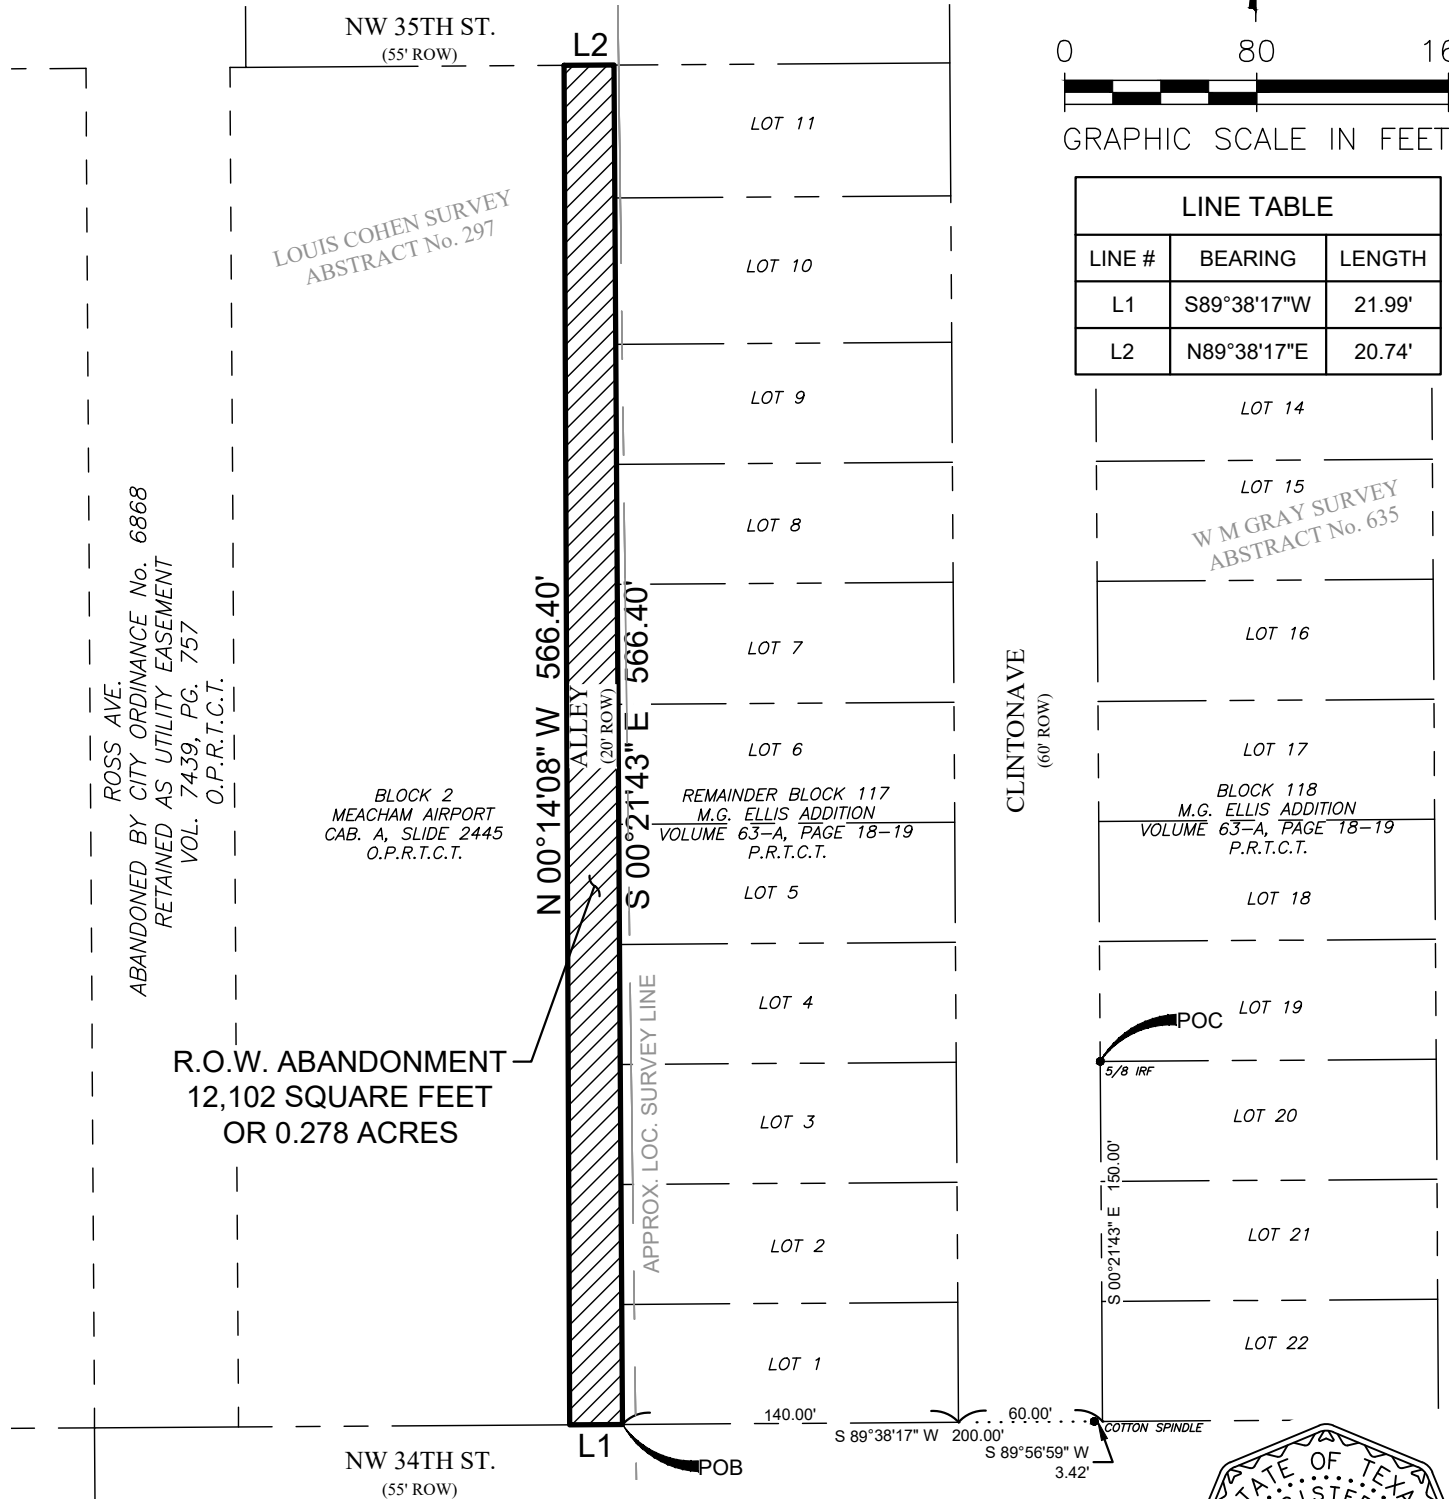 NW 35TH ST.
(55' ROW)
L2
0 80
GRAPHIC SCALE IN FEET
LINE TABLE
LINE # BEARING LENGTH
L1 S89°38'17"W 21.99'
L2 N89°38'17"E 20.74'
LOUIS COHEN SURVEY
ABSTRACT No. 297
LOT 11
LOT 10
LOT 9
LOT 8
LOT 7
LOT 6
REMAINDER BLOCK 117
M.G. ELLIS ADDITION
VOLUME 63-A, PAGE 18-19
P.R.T.C.T.
LOT 5
LOT 4
LOT 3
LOT 2
LOT 1
LOT 14
LOT 15
W M GRAY SURVEY
ABSTRACT No. 635
LOT 16
LOT 17
BLOCK 118
M.G. ELLIS ADDITION
VOLUME 63-A, PAGE 18-19
P.R.T.C.T.
LOT 18
LOT 19
POC
5/8 IRF
LOT 20
LOT 21
LOT 22
S 00°21'43" E 150.00'
CLINTONAVE
(60' ROW)
ROSS AVE.
ABANDONED BY CITY ORDINANCE No. 6868
RETAINED AS UTILITY EASEMENT
VOL. 7439, PG. 757
O.P.R.T.C.T.
BLOCK 2
MEACHAM AIRPORT
CAB. A, SLIDE 2445
O.P.R.T.C.T.
N 00°14'08" W 566.40'
ALLEY
(20' ROW)
S 00°21'43" E 566.40'
R.O.W. ABANDONMENT
12,102 SQUARE FEET
OR 0.278 ACRES
APPROX. LOC. SURVEY LINE
140.00'
60.00'
COTTON SPINDLE
S 89°38'17" W 200.00'
S 89°56'59" W
3.42'
L1
POB
NW 34TH ST.
(55' ROW)
OF